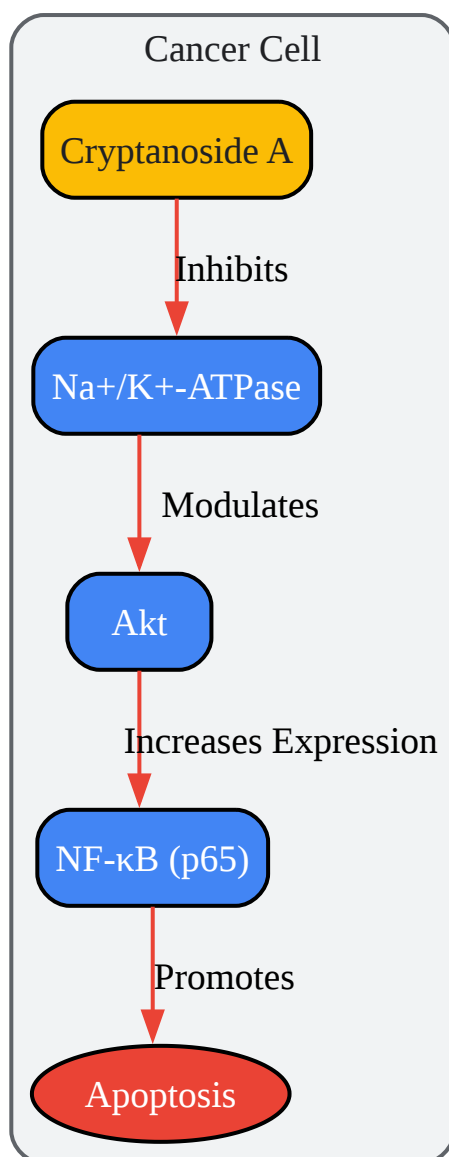 Cancer Cell
Cryptanoside A
Inhibits
Na+/K+-ATPase
Modulates
Akt
Increases Expression
NF-κB (p65)
Promotes
Apoptosis